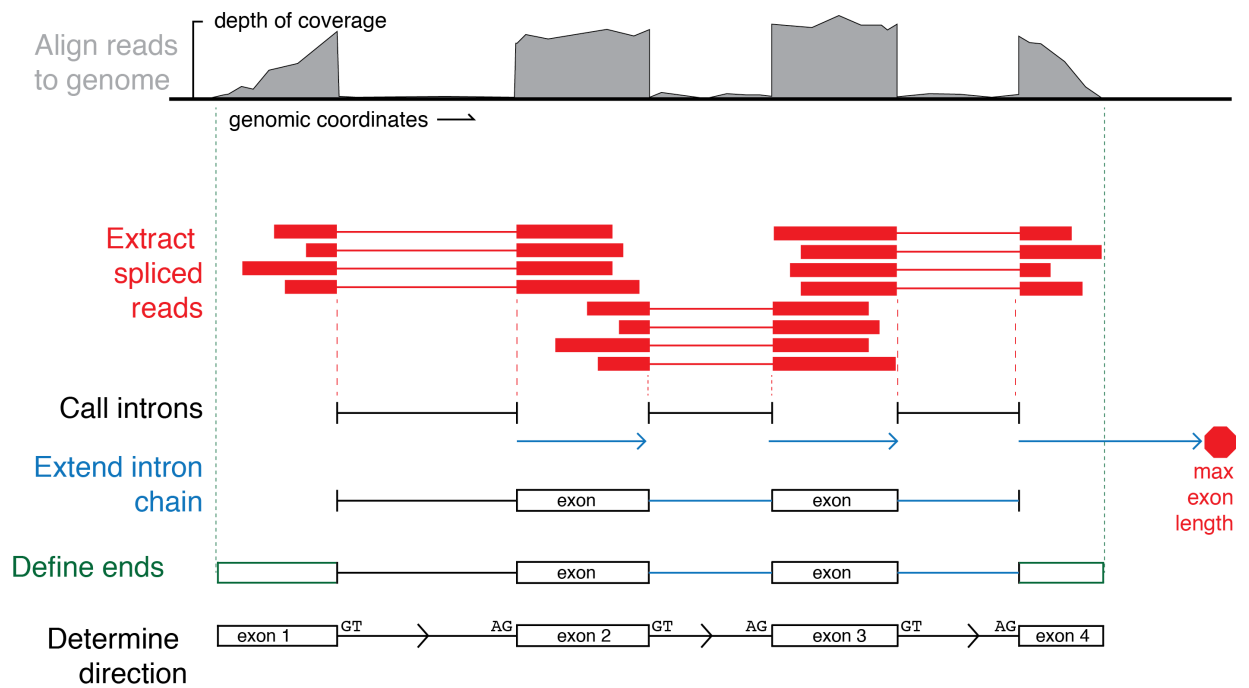 depth of coverage
Align reads
to genome
genomic coordinates
Extract
spliced
reads
Call introns
Extend intron
chain
exon
exon
max
exon
length
Define ends
exon
exon
Determine
direction
exon 1
GT
AG
exon 2
GT
AG
exon 3
GT
AG
exon 4